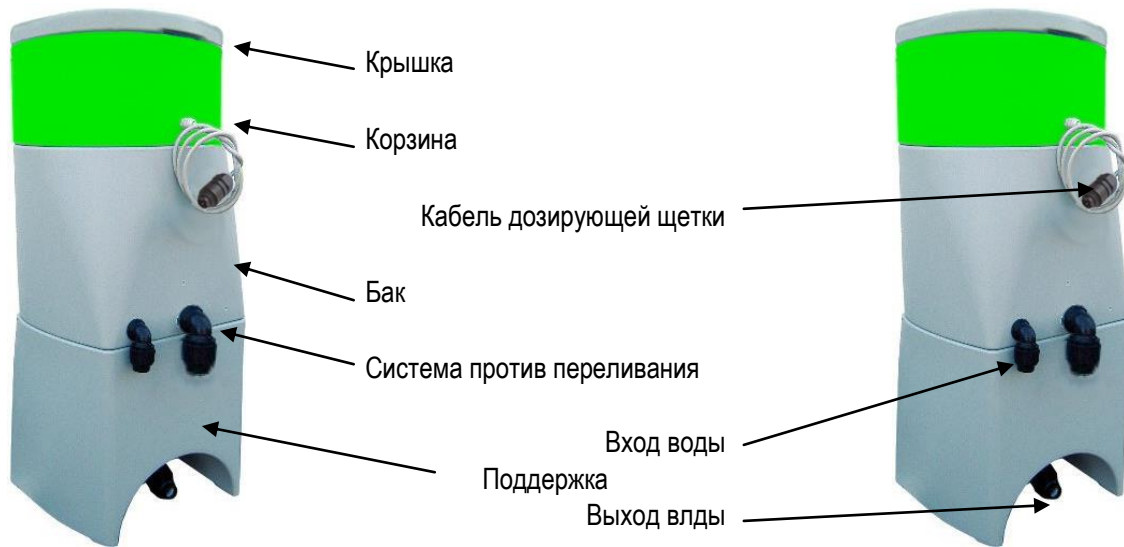 Крышка
Корзина
Кабель дозирующей щетки
Бак
Система против переливания
Вход воды
Поддержка
Выход влды